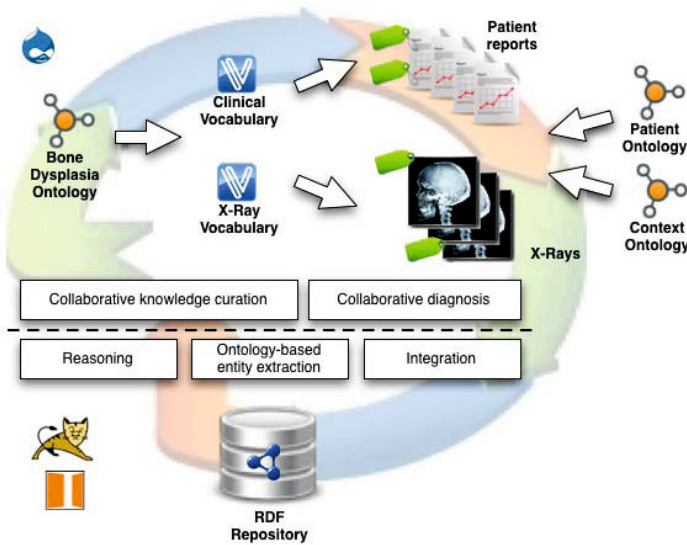 Patient
reports
Clinical
Vocabulary
Bone
Dysplasia
Ontology
Patient
Ontology
X-Ray
Vocabulary
X-Rays
Context
Ontology
Collaborative knowledge curation
Collaborative diagnosis
Reasoning
Ontology-based
entity extraction
Integration
RDF
Repository